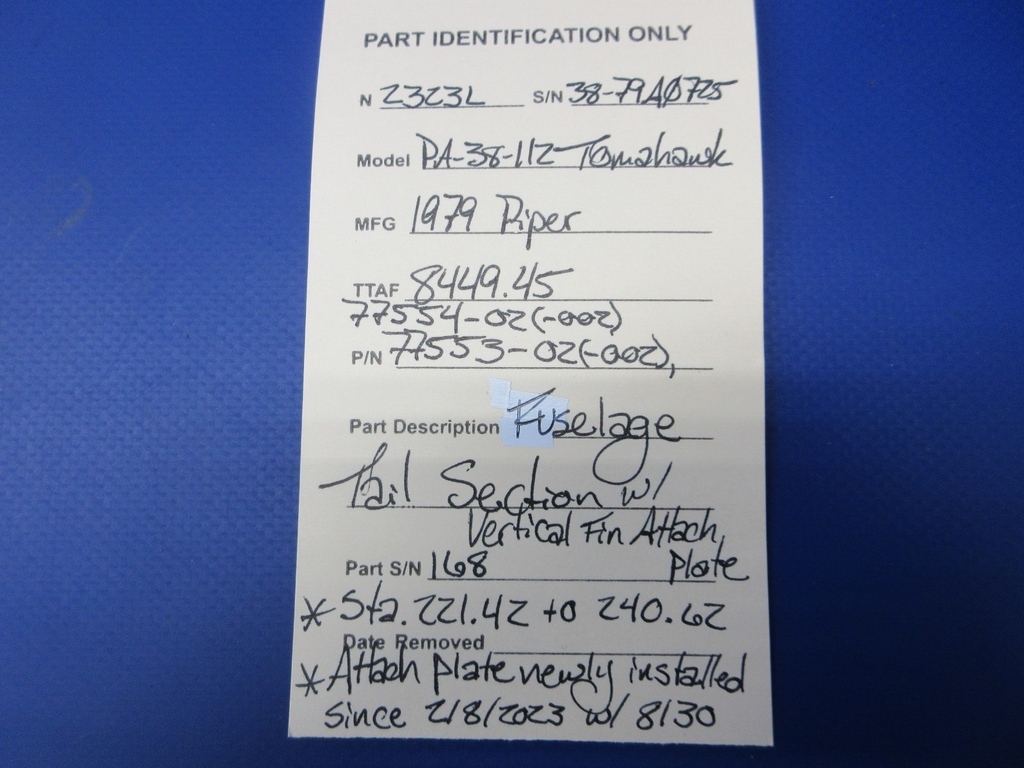 PART IDENTIFICATION ONLY
N 2323L S/N 38-79A0725
Model PA-38-112 Tomahawk
MFG 1979 Piper
TTAF 8449.45
77554-02(-002)
P/N 77553-02(-002),
Part Description Fuselage
Tail Section w/
Vertical Fin Attach
Part S/N 168 Plate
* Sta. 221.42 to 240.62
Date Removed
* Attach plate newly installed
since 2/8/2023 w/ 8130